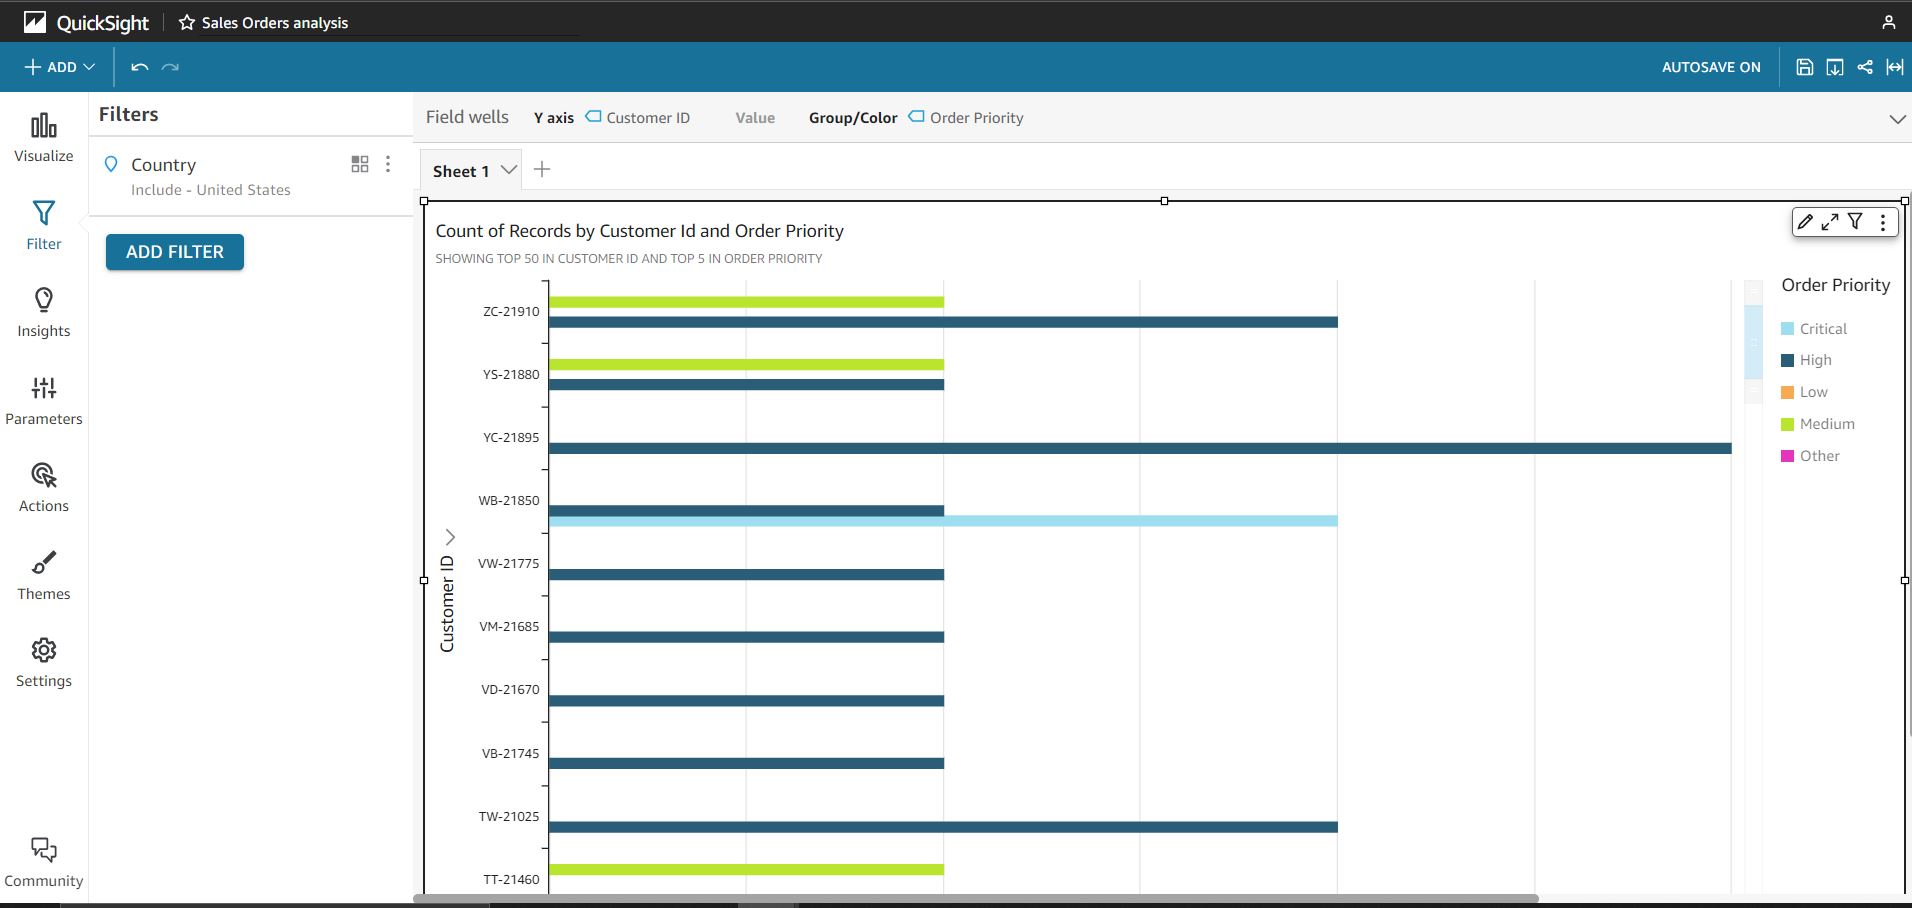 QuickSight
Sales Orders analysis
ADD
AUTOSAVE ON
Visualize
Filter
Insights
Parameters
Actions
Themes
Settings
Community
Filters
Country
Include - United States
ADD FILTER
Field wells Y axis Customer ID Value Group/Color Order Priority
Sheet 1
Count of Records by Customer Id and Order Priority
SHOWING TOP 50 IN CUSTOMER ID AND TOP 5 IN ORDER PRIORITY
Customer ID
ZC-21910
YS-21880
YC-21895
WB-21850
VW-21775
VM-21685
VD-21670
VB-21745
TW-21025
TT-21460
Order Priority
Critical
High
Low
Medium
Other